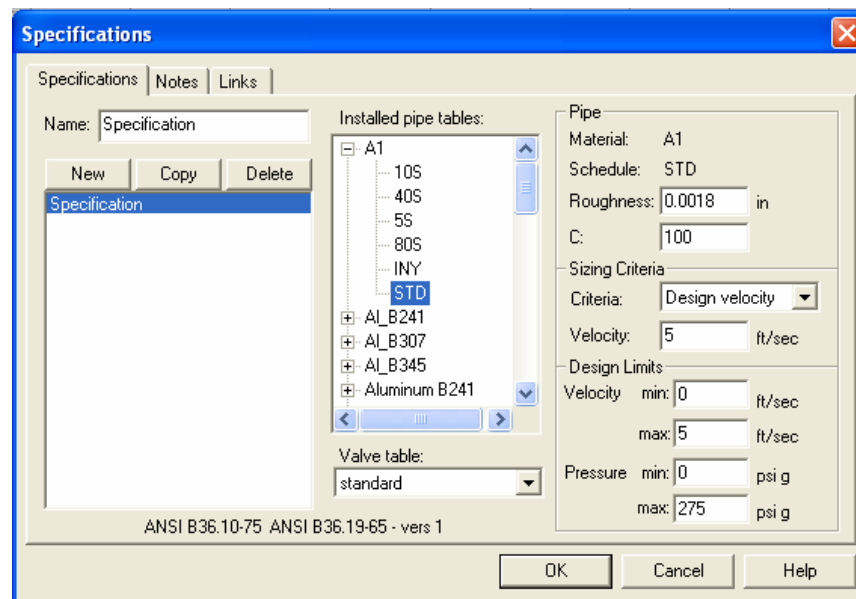 Specifications
Specifications Notes Links
Name: Specification
New Copy Delete
Specification
Installed pipe tables:
A1
10S
40S
5S
80S
INY
STD
Al_B241
Al_B307
Al_B345
Aluminum B241
Valve table:
standard
ANSI B36.10-75 ANSI B36.19-65 - vers 1
Pipe
Material: A1
Schedule: STD
Roughness: 0.0018 in
C: 100
Sizing Criteria
Criteria: Design velocity
Velocity: 5 ft/sec
Design Limits
Velocity min: 0 ft/sec
max: 5 ft/sec
Pressure min: 0 psi g
max: 275 psi g
OK Cancel Help